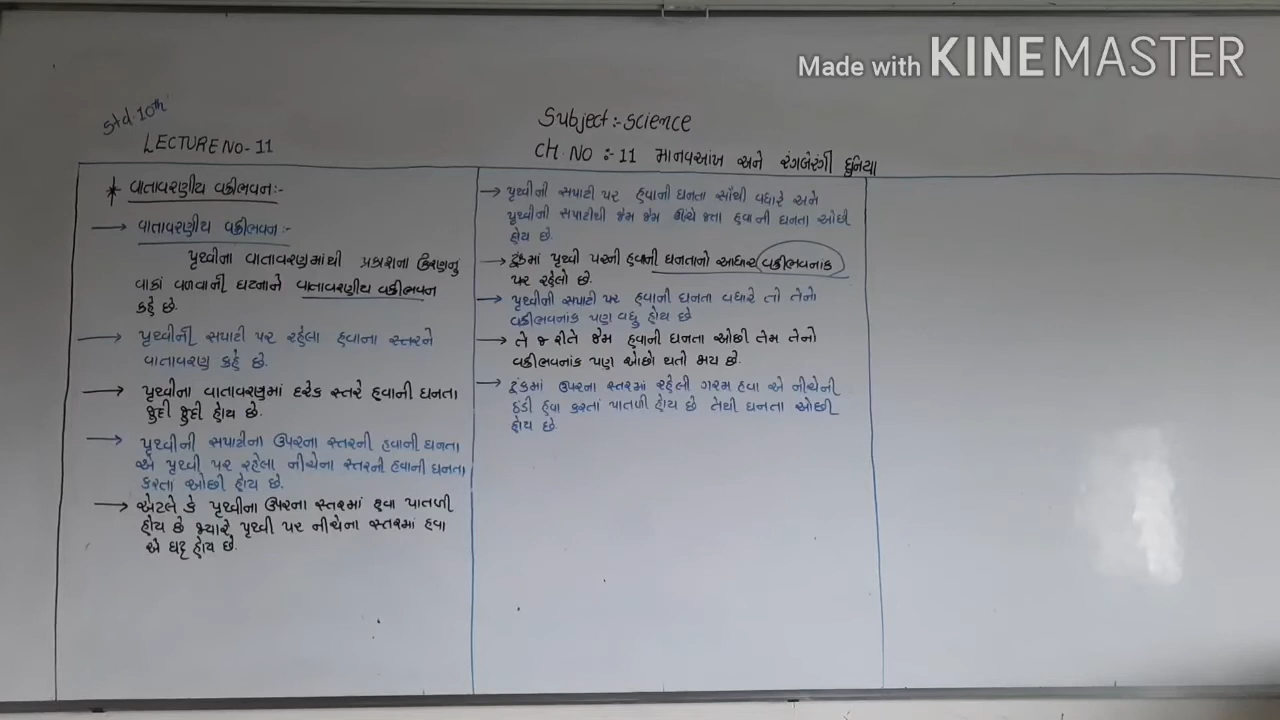 Made with KINEMASTER
Std. 10th
LECTURE NO - 11
Subject :- Science
CH. NO :- 11 માનવઆંખ અને રંગબેરંગી દુનિયા
* વાતાવરણીય વક્રીભવન :-
→ વાતાવરણીય વક્રીભવન :-
પૃથ્વીના વાતાવરણમાંથી પ્રકાશના કિરણનુ
વાકાં વળવાની ઘટનાને વાતાવરણીય વક્રીભવન
કહે છે.
→ પૃથ્વીની સપાટી પર રહેલા હવાના સ્તરને
વાતાવરણ કહે છે.
→ પૃથ્વીના વાતાવરણમાં દરેક સ્તરે હવાની ઘનતા
જુદી જુદી હોય છે.
→ પૃથ્વીની સપાટીના ઉપરના સ્તરની હવાની ઘનતા
એ પૃથ્વી પર રહેલા નીચેના સ્તરની હવાની ઘનતા
કરતાં ઓછી હોય છે.
→ એટલે કે પૃથ્વીના ઉપરના સ્તરમાં હવા પાતળી
હોય છે જ્યારે પૃથ્વી પર નીચેના સ્તરમાં હવા
એ ઘટ્ટ હોય છે.
→ પૃથ્વીની સપાટી પર હવાની ઘનતા સૌથી વધારે અને
પૃથ્વીની સપાટીથી જેમ જેમ ઊંચે જતા હવાની ઘનતા ઓછી
હોય છે.
→ ટૂંકમાં પૃથ્વી પરની હવાની ઘનતાનો આધાર વક્રીભવનાંક
પર રહેલો છે.
→ પૃથ્વીની સપાટી પર હવાની ઘનતા વધારે તો તેનો
વક્રીભવનાંક પણ વધુ હોય છે
→ તે જ રીતે જેમ હવાની ઘનતા ઓછી તેમ તેનો
વક્રીભવનાંક પણ ઓછો થતો જાય છે.
→ ટૂંકમાં ઉપરના સ્તરમાં રહેલી ગરમ હવા એ નીચેની
ઠંડી હવા કરતાં પાતળી હોય છે તેથી ઘનતા ઓછી
હોય છે